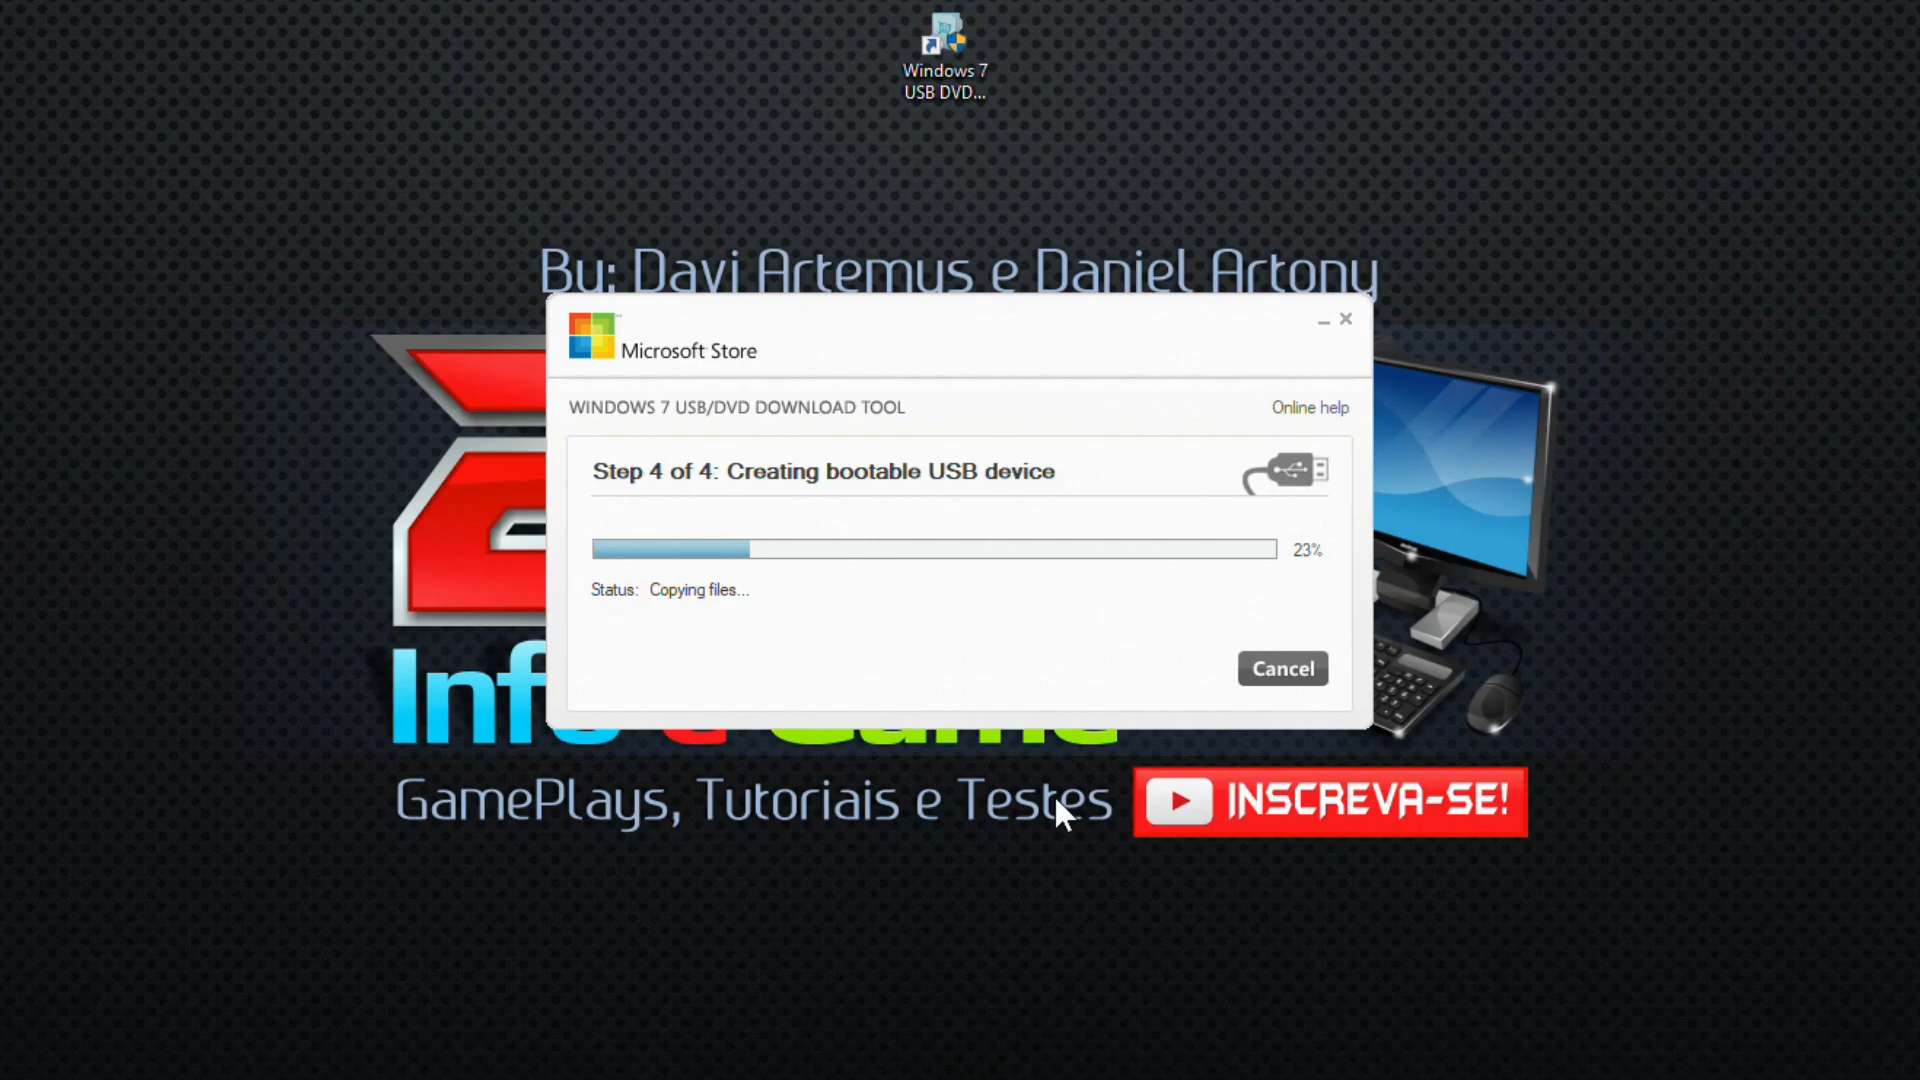 Windows 7
USB DVD...
By: Davi Artemus e Daniel Artony
Microsoft Store
WINDOWS 7 USB/DVD DOWNLOAD TOOL
Online help
Step 4 of 4: Creating bootable USB device
23%
Status: Copying files...
Cancel
GamePlays, Tutoriais e Testes
INSCREVA-SE!